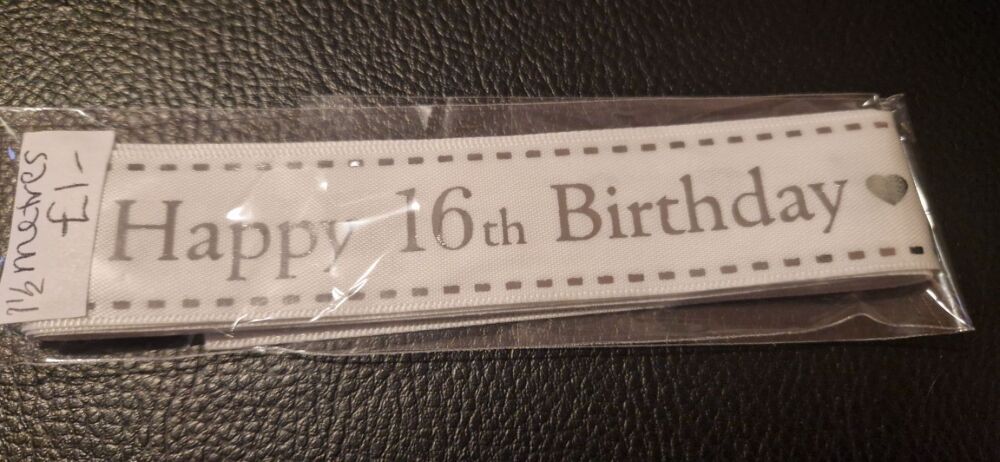 1½ metres
£1-
Happy 16th Birthday